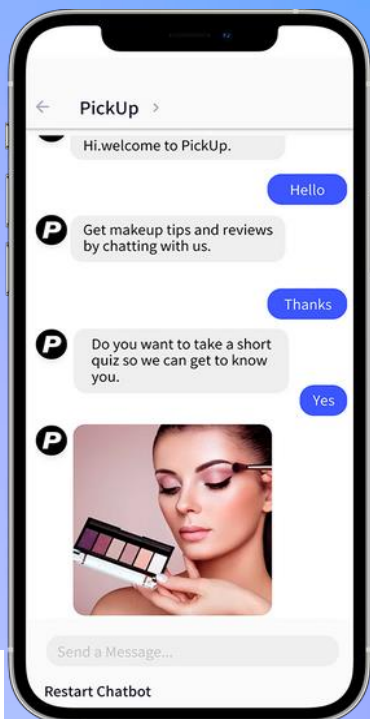 PickUp >
Hi.welcome to PickUp.
Hello
P
Get makeup tips and reviews
by chatting with us.
Thanks
P
Do you want to take a short
quiz so we can get to know
you.
Yes
P
Send a Message...
Restart Chatbot